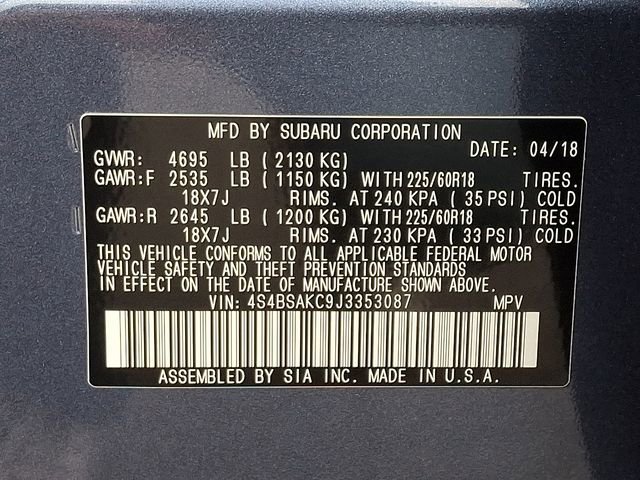 MFD BY SUBARU CORPORATION
DATE: 04/18
GVWR: 4695 LB ( 2130 KG)
GAWR:F 2535 LB ( 1150 KG) WITH 225/60R18 TIRES.
18X7J RIMS. AT 240 KPA ( 35 PSI) COLD
GAWR:R 2645 LB ( 1200 KG) WITH 225/60R18 TIRES.
18X7J RIMS. AT 230 KPA ( 33 PSI) COLD
THIS VEHICLE CONFORMS TO ALL APPLICABLE FEDERAL MOTOR
VEHICLE SAFETY AND THEFT PREVENTION STANDARDS
IN EFFECT ON THE DATE OF MANUFACTURE SHOWN ABOVE.
VIN: 4S4BSAKC9J3353087 MPV
ASSEMBLED BY SIA INC. MADE IN U.S.A.